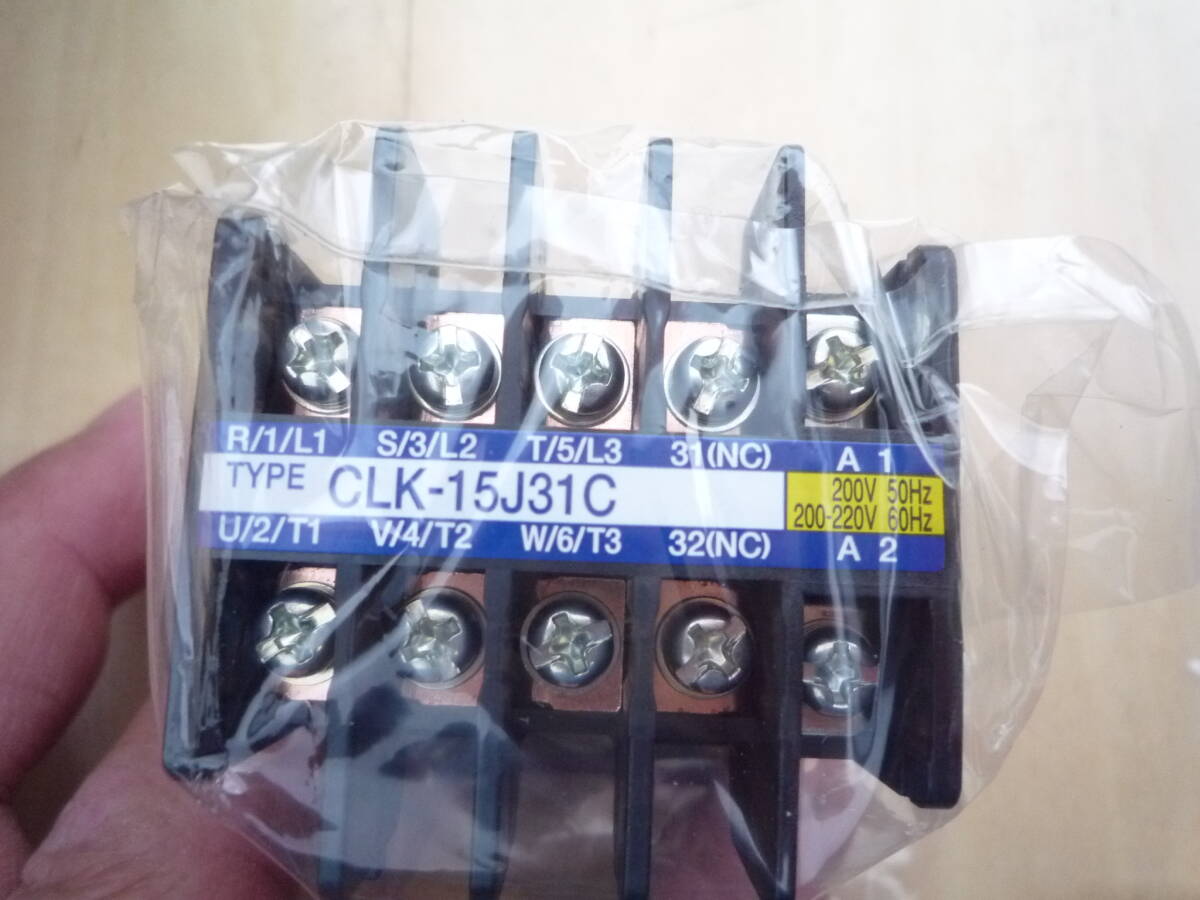 R/1/L1 S/3/L2 T/5/L3 31(NC) A 1
TYPE CLK-15J31C
200V 50Hz
200-220V 60Hz
U/2/T1 V/4/T2 W/6/T3 32(NC) A 2